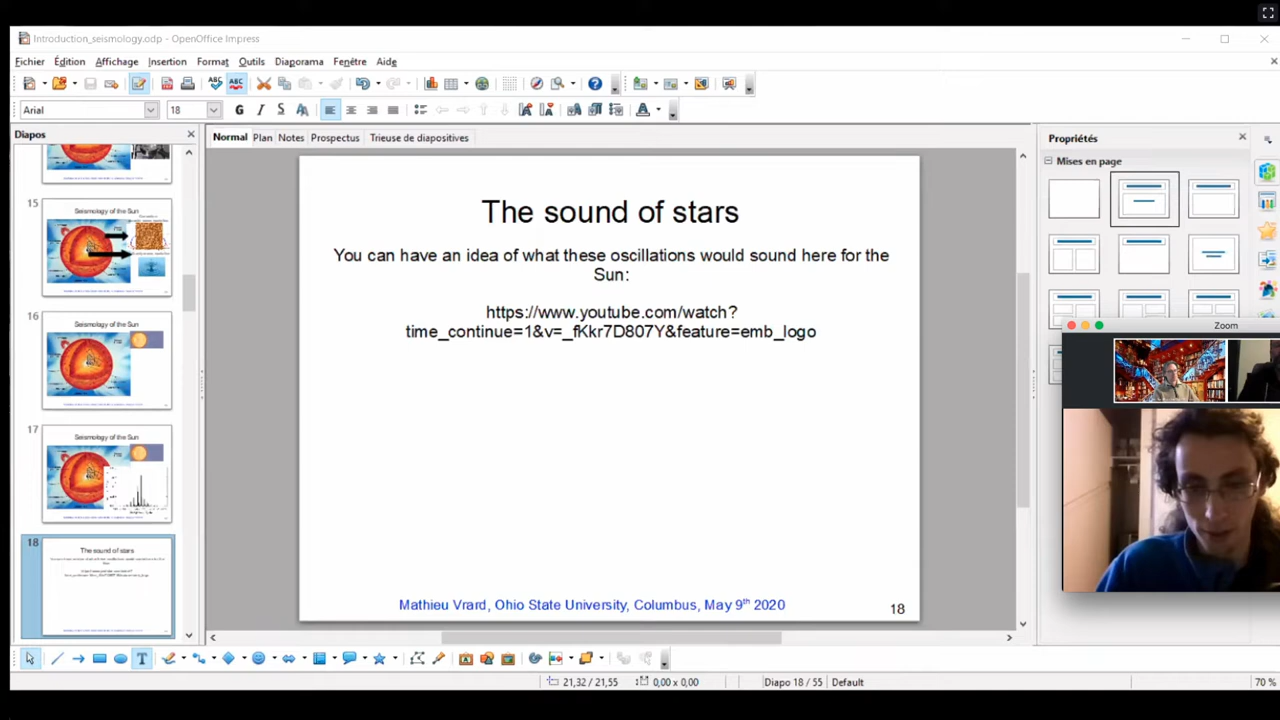 Introduction_seismology.odp - OpenOffice Impress
Fichier Édition Affichage Insertion Format Outils Diaporama Fenêtre Aide
Arial 18
Diapos
Normal Plan Notes Prospectus Trieuse de diapositives
Propriétés
Mises en page
15
Seismology of the Sun
16
Seismology of the Sun
17
Seismology of the Sun
18
The sound of stars
The sound of stars
You can have an idea of what these oscillations would sound here for the
Sun:
https://www.youtube.com/watch?
time_continue=1&v=_fKkr7D807Y&feature=emb_logo
Mathieu Vrard, Ohio State University, Columbus, May 9th 2020
18
Zoom
21,32 / 21,55
0,00 x 0,00
Diapo 18 / 55
Default
70 %